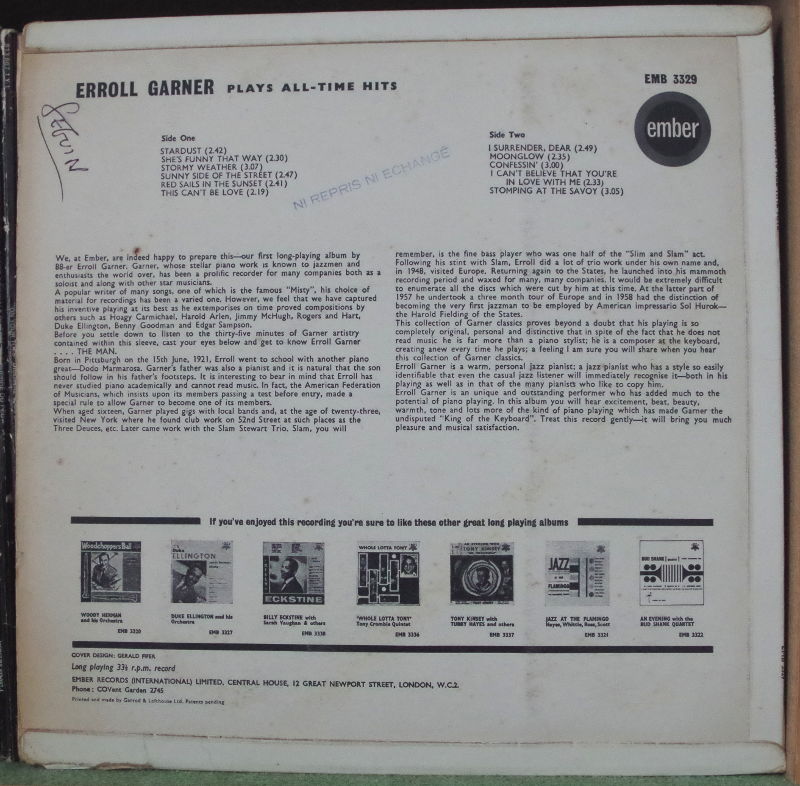 ERROLL GARNER PLAYS ALL-TIME HITS
EMB 3329
ember
SEGUIN
Side One
STARDUST (2.42)
SHE'S FUNNY THAT WAY (2.30)
STORMY WEATHER (3.07)
SUNNY SIDE OF THE STREET (2.47)
RED SAILS IN THE SUNSET (2.41)
THIS CAN'T BE LOVE (2.19)
NI REPRIS NI ECHANGÉ
Side Two
I SURRENDER, DEAR (2.49)
MOONGLOW (2.35)
CONFESSIN' (3.00)
I CAN'T BELIEVE THAT YOU'RE
IN LOVE WITH ME (2.33)
STOMPING AT THE SAVOY (3.05)
We, at Ember, are indeed happy to prepare this—our first long-playing album by
88-er Erroll Garner. Garner, whose stellar piano work is known to jazzmen and
enthusiasts the world over, has been a prolific recorder for many companies both as a
soloist and along with other star musicians.
A popular writer of many songs, one of which is the famous "Misty", his choice of
material for recordings has been a varied one. However, we feel that we have captured
his inventive playing at its best as he extemporises on time proved compositions by
others such as Hoagy Carmichael, Harold Arlen, Jimmy McHugh, Rogers and Hart,
Duke Ellington, Benny Goodman and Edgar Sampson.
Before you settle down to listen to the thirty-five minutes of Garner artistry
contained within this sleeve, cast your eyes below and get to know Erroll Garner
. . . . THE MAN.
Born in Pittsburgh on the 15th June, 1921, Erroll went to school with another piano
great—Dodo Marmarosa. Garner's father was also a pianist and it is natural that the son
should follow in his father's footsteps. It is interesting to bear in mind that Erroll has
never studied piano academically and cannot read music. In fact, the American Federation
of Musicians, which insists upon its members passing a test before entry, made a
special rule to allow Garner to become one of its members.
When aged sixteen, Garner played gigs with local bands and, at the age of twenty-three,
visited New York where he found club work on 52nd Street at such places as the
Three Deuces, etc. Later came work with the Slam Stewart Trio. Slam, you will
remember, is the fine bass player who was one half of the "Slim and Slam" act.
Following his stint with Slam, Erroll did a lot of trio work under his own name and,
in 1948, visited Europe. Returning again to the States, he launched into his mammoth
recording period and waxed for many, many companies. It would be extremely difficult
to enumerate all the discs which were cut by him at this time. At the latter part of
1957 he undertook a three month tour of Europe and in 1958 had the distinction of
becoming the very first jazzman to be employed by American impressario Sol Hurok—
the Harold Fielding of the States.
This collection of Garner classics proves beyond a doubt that his playing is so
completely original, personal and distinctive that in spite of the fact that he does not
read music he is far more than a piano stylist; he is a composer at the keyboard,
creating anew every time he plays; a feeling I am sure you will share when you hear
this collection of Garner classics.
Erroll Garner is a warm, personal jazz pianist: a jazz pianist who has a style so easily
identifiable that even the casual jazz listener will immediately recognise it—both in his
playing as well as in that of the many pianists who like to copy him.
Erroll Garner is an unique and outstanding performer who has added much to the
potential of piano playing. In this album you will hear excitement, beat, beauty,
warmth, tone and lots more of the kind of piano playing which has made Garner the
undisputed "King of the Keyboard". Treat this record gently—it will bring you much
pleasure and musical satisfaction.
If you've enjoyed this recording you're sure to like these other great long playing albums
Woodchoppers Ball
Duke ELLINGTON
ECKSTINE
WHOLE LOTTA TONY
TONY KINSEY
JAZZ AT THE FLAMINGO
BUD SHANK
WOODY HERMAN
and his Orchestra
EMB 3320
DUKE ELLINGTON and his
Orchestra
EMB 3327
BILLY ECKSTINE with
Sarah Vaughan & others
EMB 3338
"WHOLE LOTTA TONY"
Tony Crombie Quintet
EMB 3336
TONY KINSEY with
TUBBY HAYES and others
EMB 3337
JAZZ AT THE FLAMINGO
Hayes, Whittle, Rose, Scott
EMB 3321
AN EVENING with the
BUD SHANK QUARTET
EMB 3322
COVER DESIGN: GERALD FIFER
Long playing 33⅓ r.p.m. record
EMBER RECORDS (INTERNATIONAL) LIMITED, CENTRAL HOUSE, 12 GREAT NEWPORT STREET, LONDON, W.C.2.
Phone: COVent Garden 2745
Printed and made by Garrod & Lofthouse Ltd. Patents pending